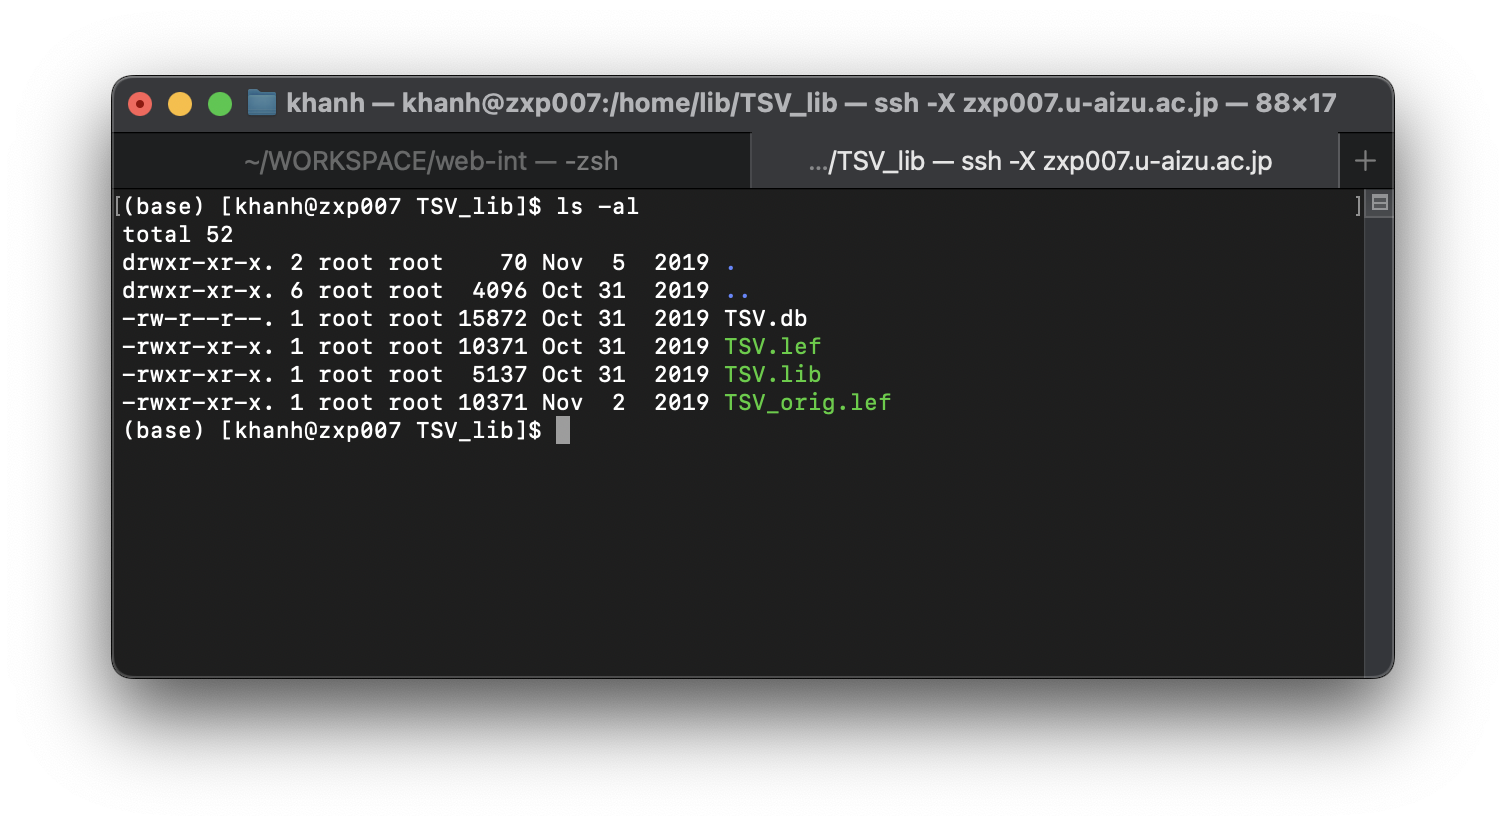 khanh — khanh@zxp007:/home/lib/TSV_lib — ssh -X zxp007.u-aizu.ac.jp — 88×17
~/WORKSPACE/web-int — -zsh
.../TSV_lib — ssh -X zxp007.u-aizu.ac.jp
+
[(base) [khanh@zxp007 TSV_lib]$ ls -al ]
total 52
drwxr-xr-x. 2 root root    70 Nov  5  2019 .
drwxr-xr-x. 6 root root  4096 Oct 31  2019 ..
-rw-r--r--. 1 root root 15872 Oct 31  2019 TSV.db
-rwxr-xr-x. 1 root root 10371 Oct 31  2019 TSV.lef
-rwxr-xr-x. 1 root root  5137 Oct 31  2019 TSV.lib
-rwxr-xr-x. 1 root root 10371 Nov  2  2019 TSV_orig.lef
(base) [khanh@zxp007 TSV_lib]$